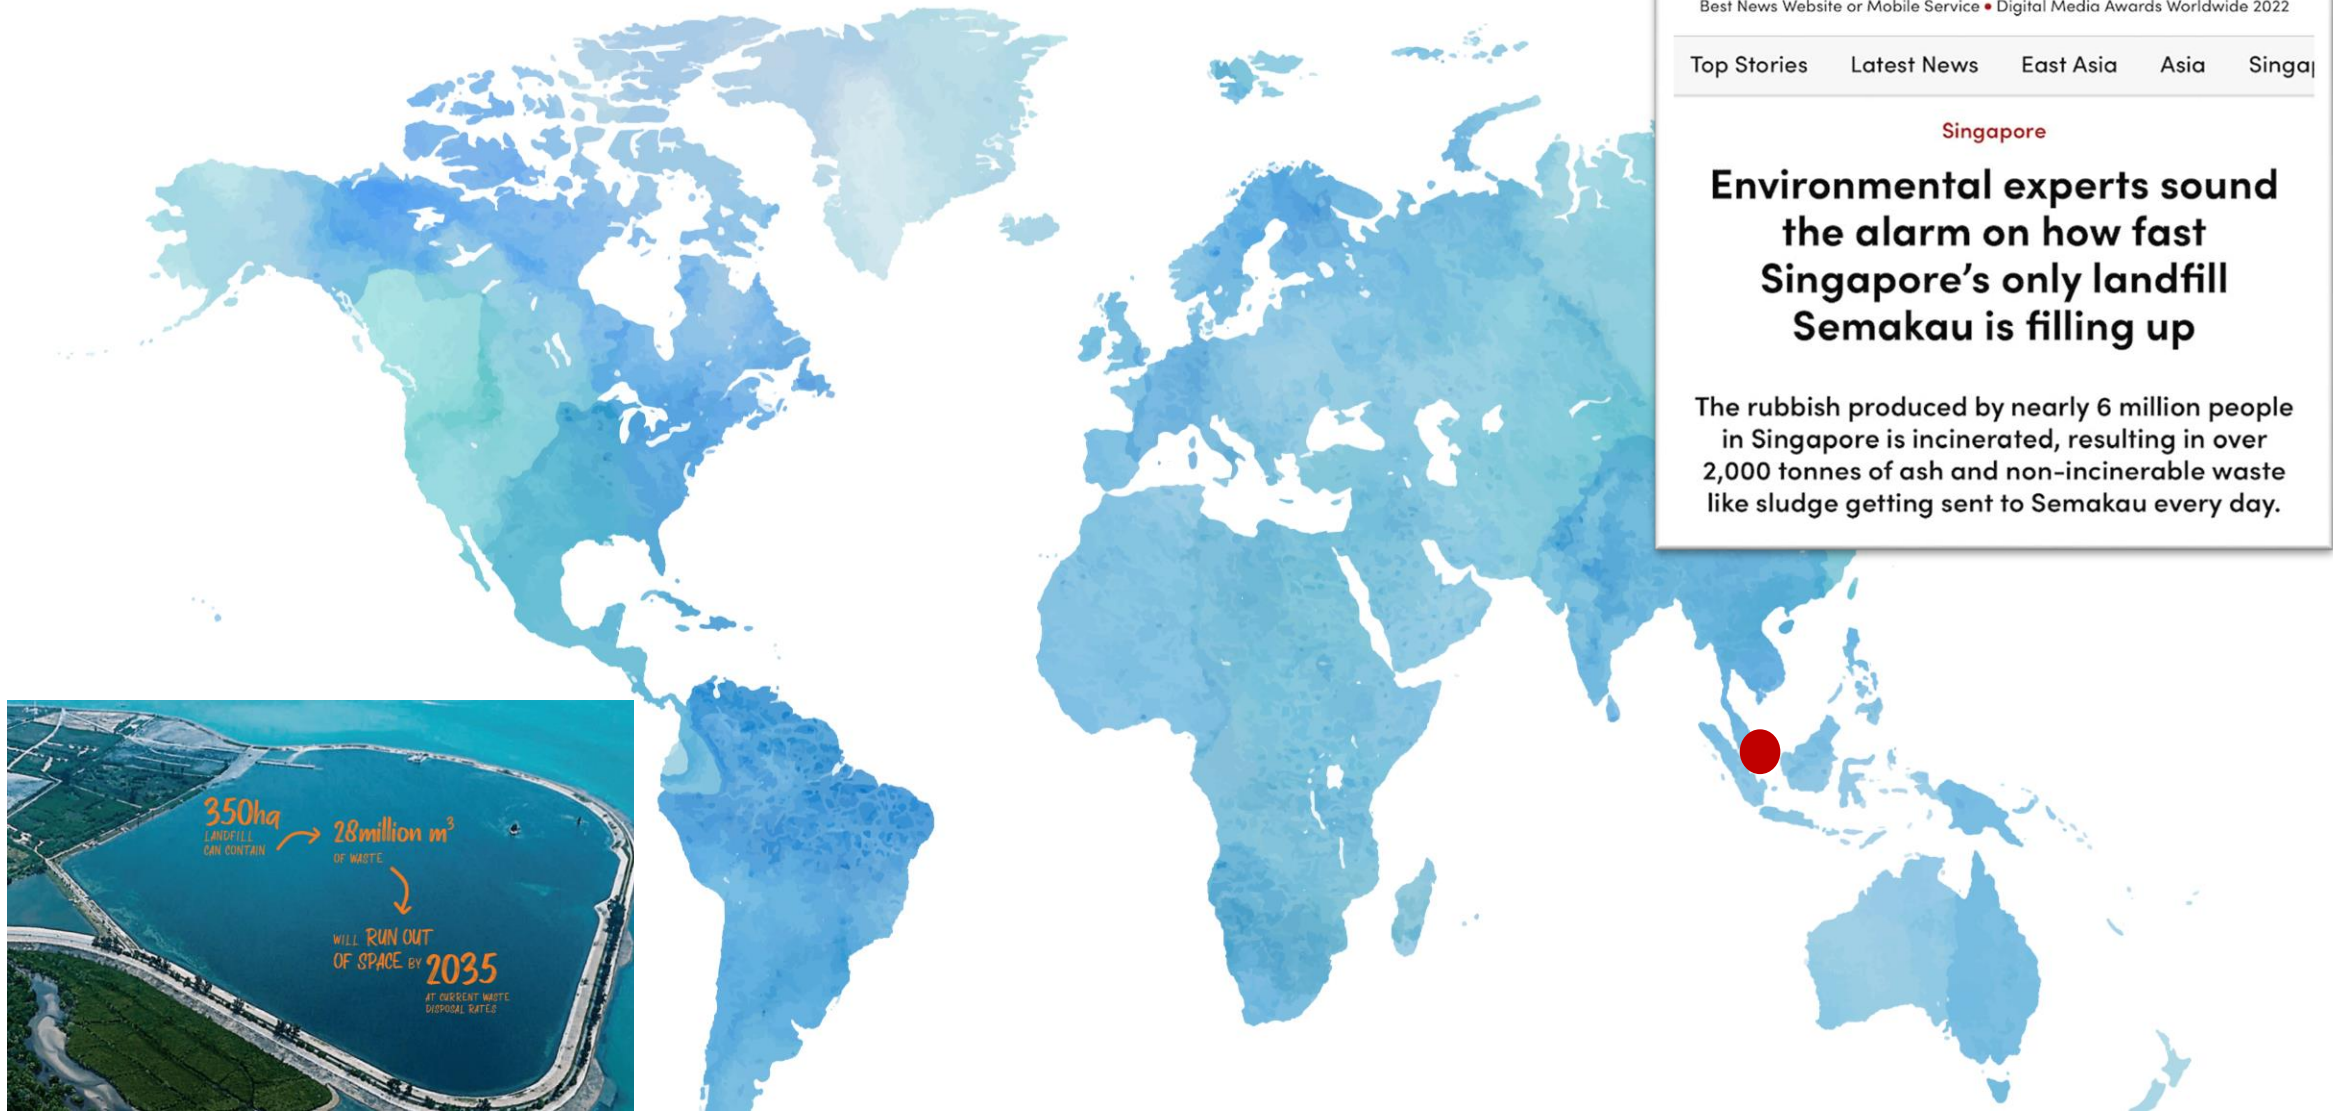 Best News Website or Mobile Service • Digital Media Awards Worldwide 2022
Top Stories Latest News East Asia Asia Singap
Singapore
Environmental experts sound
the alarm on how fast
Singapore's only landfill
Semakau is filling up
The rubbish produced by nearly 6 million people
in Singapore is incinerated, resulting in over
2,000 tonnes of ash and non-incinerable waste
like sludge getting sent to Semakau every day.
350ha
LANDFILL
CAN CONTAIN
28million m³
OF WASTE
WILL RUN OUT
OF SPACE BY 2035
AT CURRENT WASTE
DISPOSAL RATES